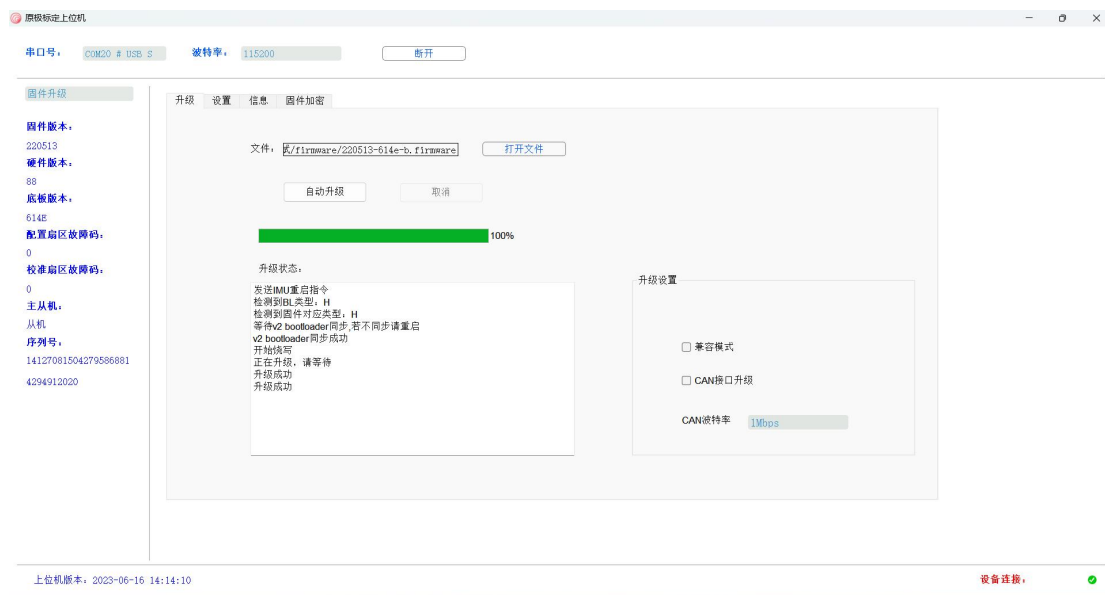 原极标定上位机
串口号: COM20 # USB S 波特率: 115200 断开
固件升级
固件版本:
220513
硬件版本:
88
底板版本:
614E
配置扇区故障码:
0
校准扇区故障码:
0
主从机:
从机
序列号:
14127081504279586881
4294912020
升级 设置 信息 固件加密
文件: 式/firmware/220513-614e-b.firmware 打开文件
自动升级 取消
100%
升级状态:
发送IMU重启指令
检测到BL类型: H
检测到固件对应类型: H
等待v2 bootloader同步,若不同步请重启
v2 bootloader同步成功
开始烧写
正在升级, 请等待
升级成功
升级成功
升级设置
兼容模式
CAN接口升级
CAN波特率 1Mbps
上位机版本: 2023-06-16 14:14:10 设备连接: